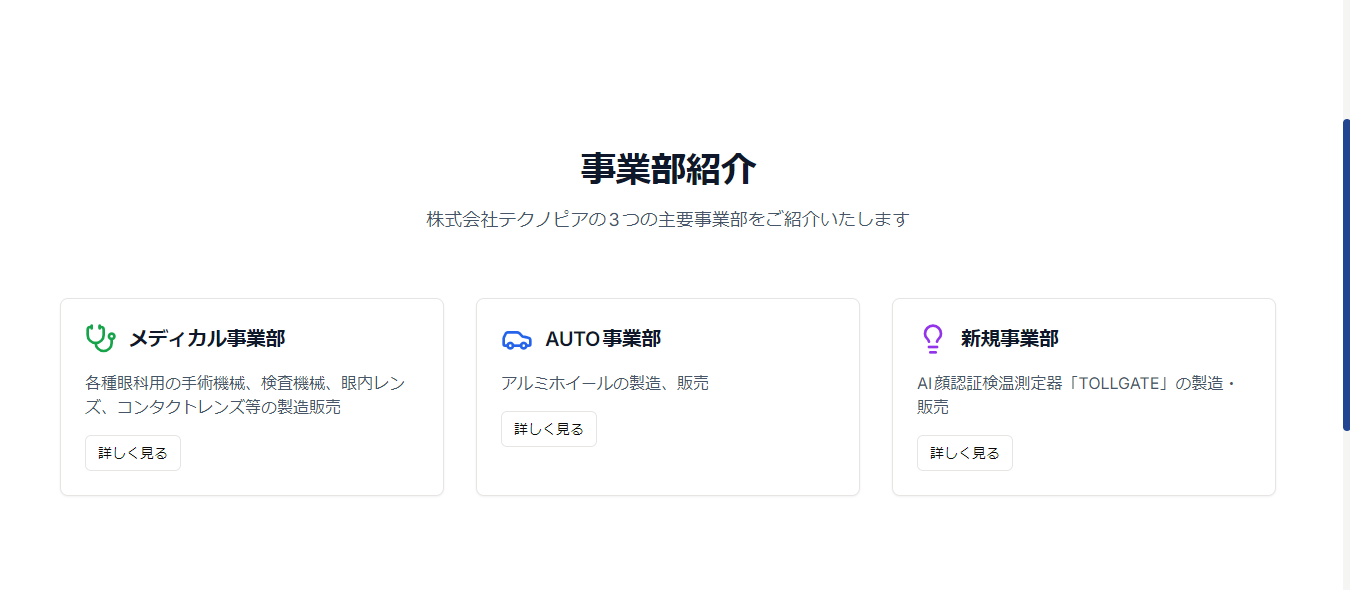 事業部紹介
株式会社テクノピアの3つの主要事業部をご紹介いたします
メディカル事業部
各種眼科用の手術機械、検査機械、眼内レン
ズ、コンタクトレンズ等の製造販売
詳しく見る
AUTO事業部
アルミホイールの製造、販売
詳しく見る
新規事業部
AI顔認証検温測定器「TOLLGATE」の製造・
販売
詳しく見る